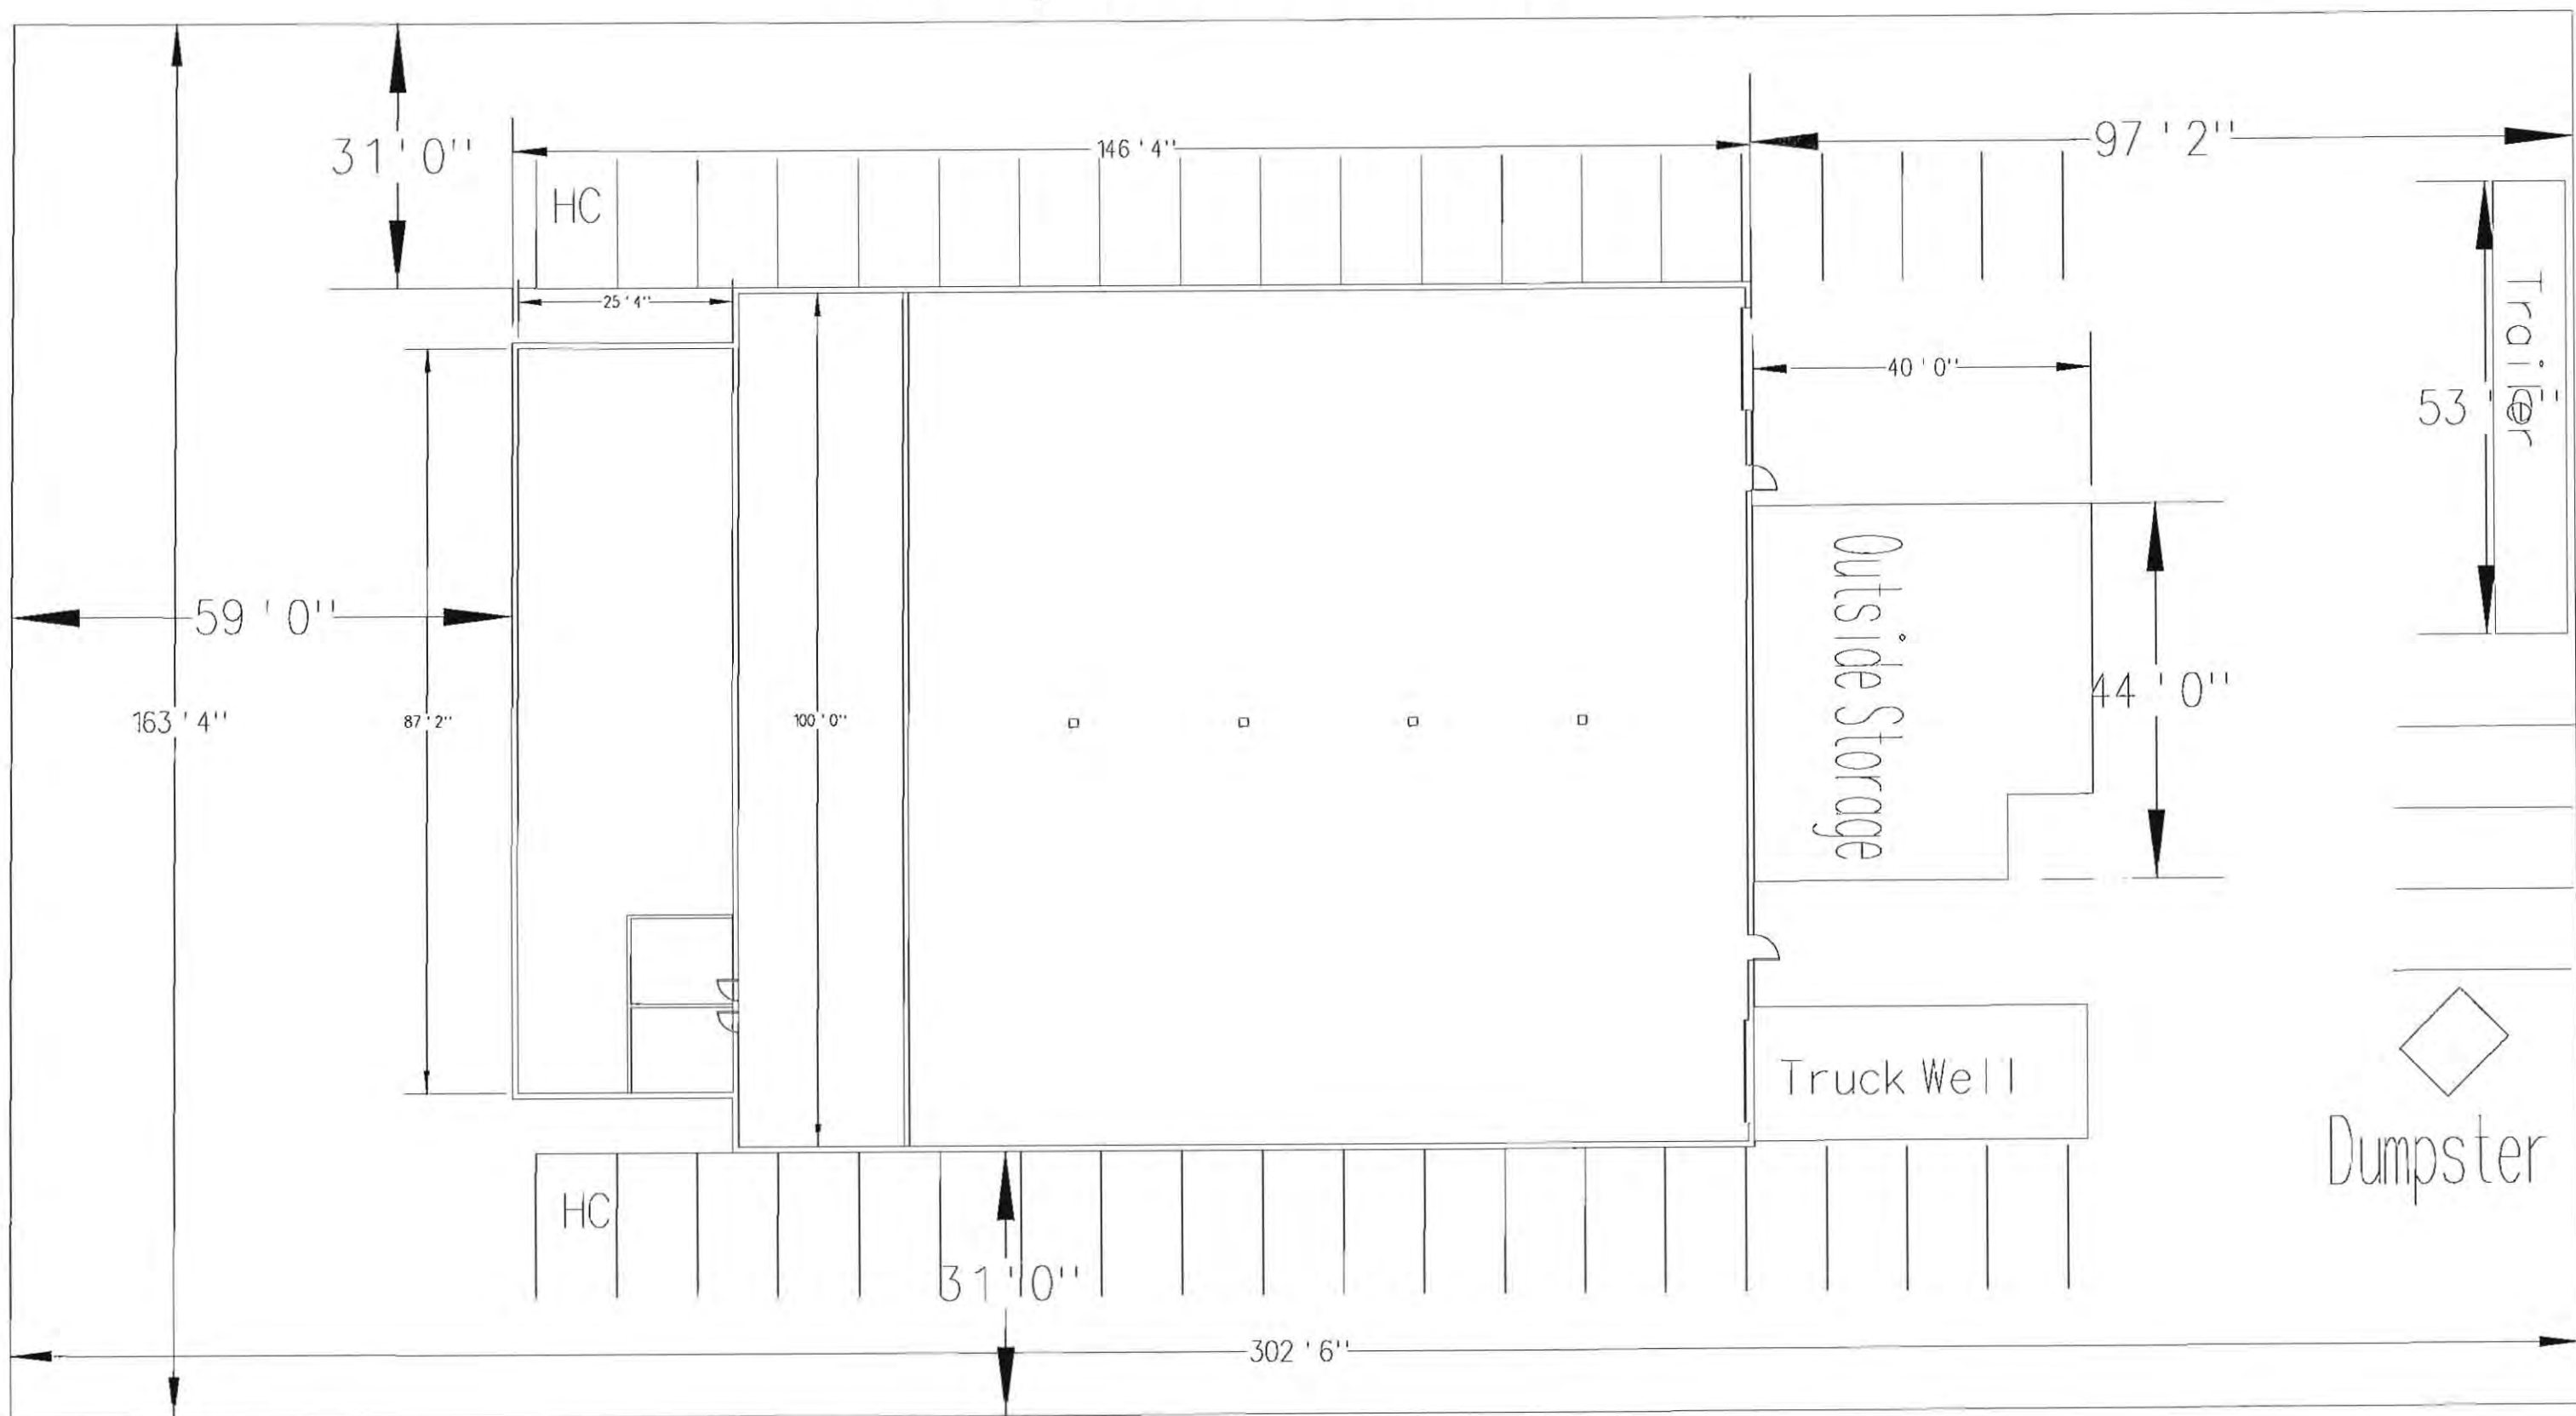 31'0"
146'4"
97'2"
HC
25'4"
40'0"
Trailer
53'0"
Outside Storage
59'0"
44'0"
163'4"
87'2"
100'0"
Truck Well
Dumpster
HC
31'0"
302'6"